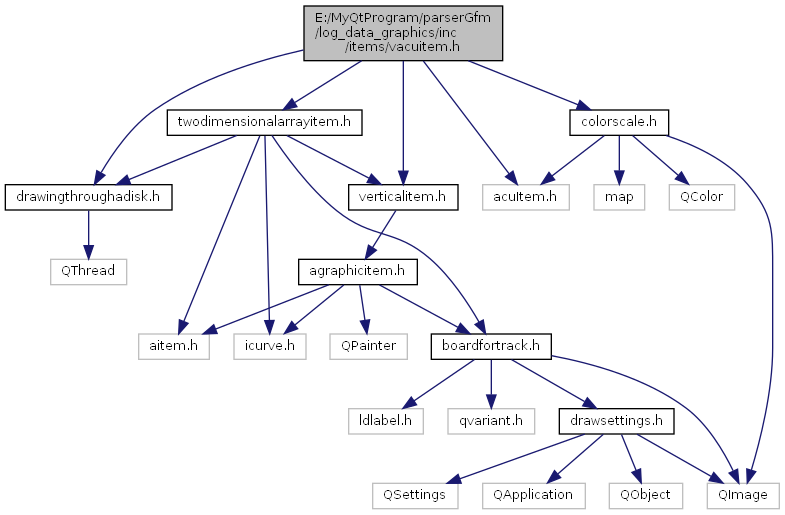 E:/MyQtProgram/parserGfm
/log_data_graphics/inc
/items/vacuitem.h
twodimensionalarrayitem.h
colorscale.h
drawingthroughadisk.h
verticalitem.h
acuItem.h
map
QColor
QThread
agraphicitem.h
aitem.h
icurve.h
QPainter
boardfortrack.h
ldlabel.h
qvariant.h
drawsettings.h
QSettings
QApplication
QObject
QImage